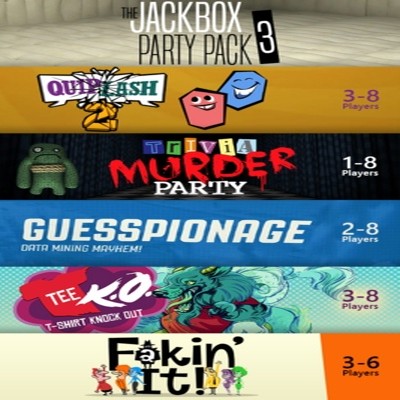 THE
JACKBOX
PARTY PACK 3
QUIPLASH
2
3-8
Players
TRIVIA
MURDER
PARTY
1-8
Players
GUESSPIONAGE
DATA MINING MAYHEM!
2-8
Players
TEE K.O.
T-SHIRT KNOCK OUT
3-8
Players
Fakin'
It!
3-6
Players